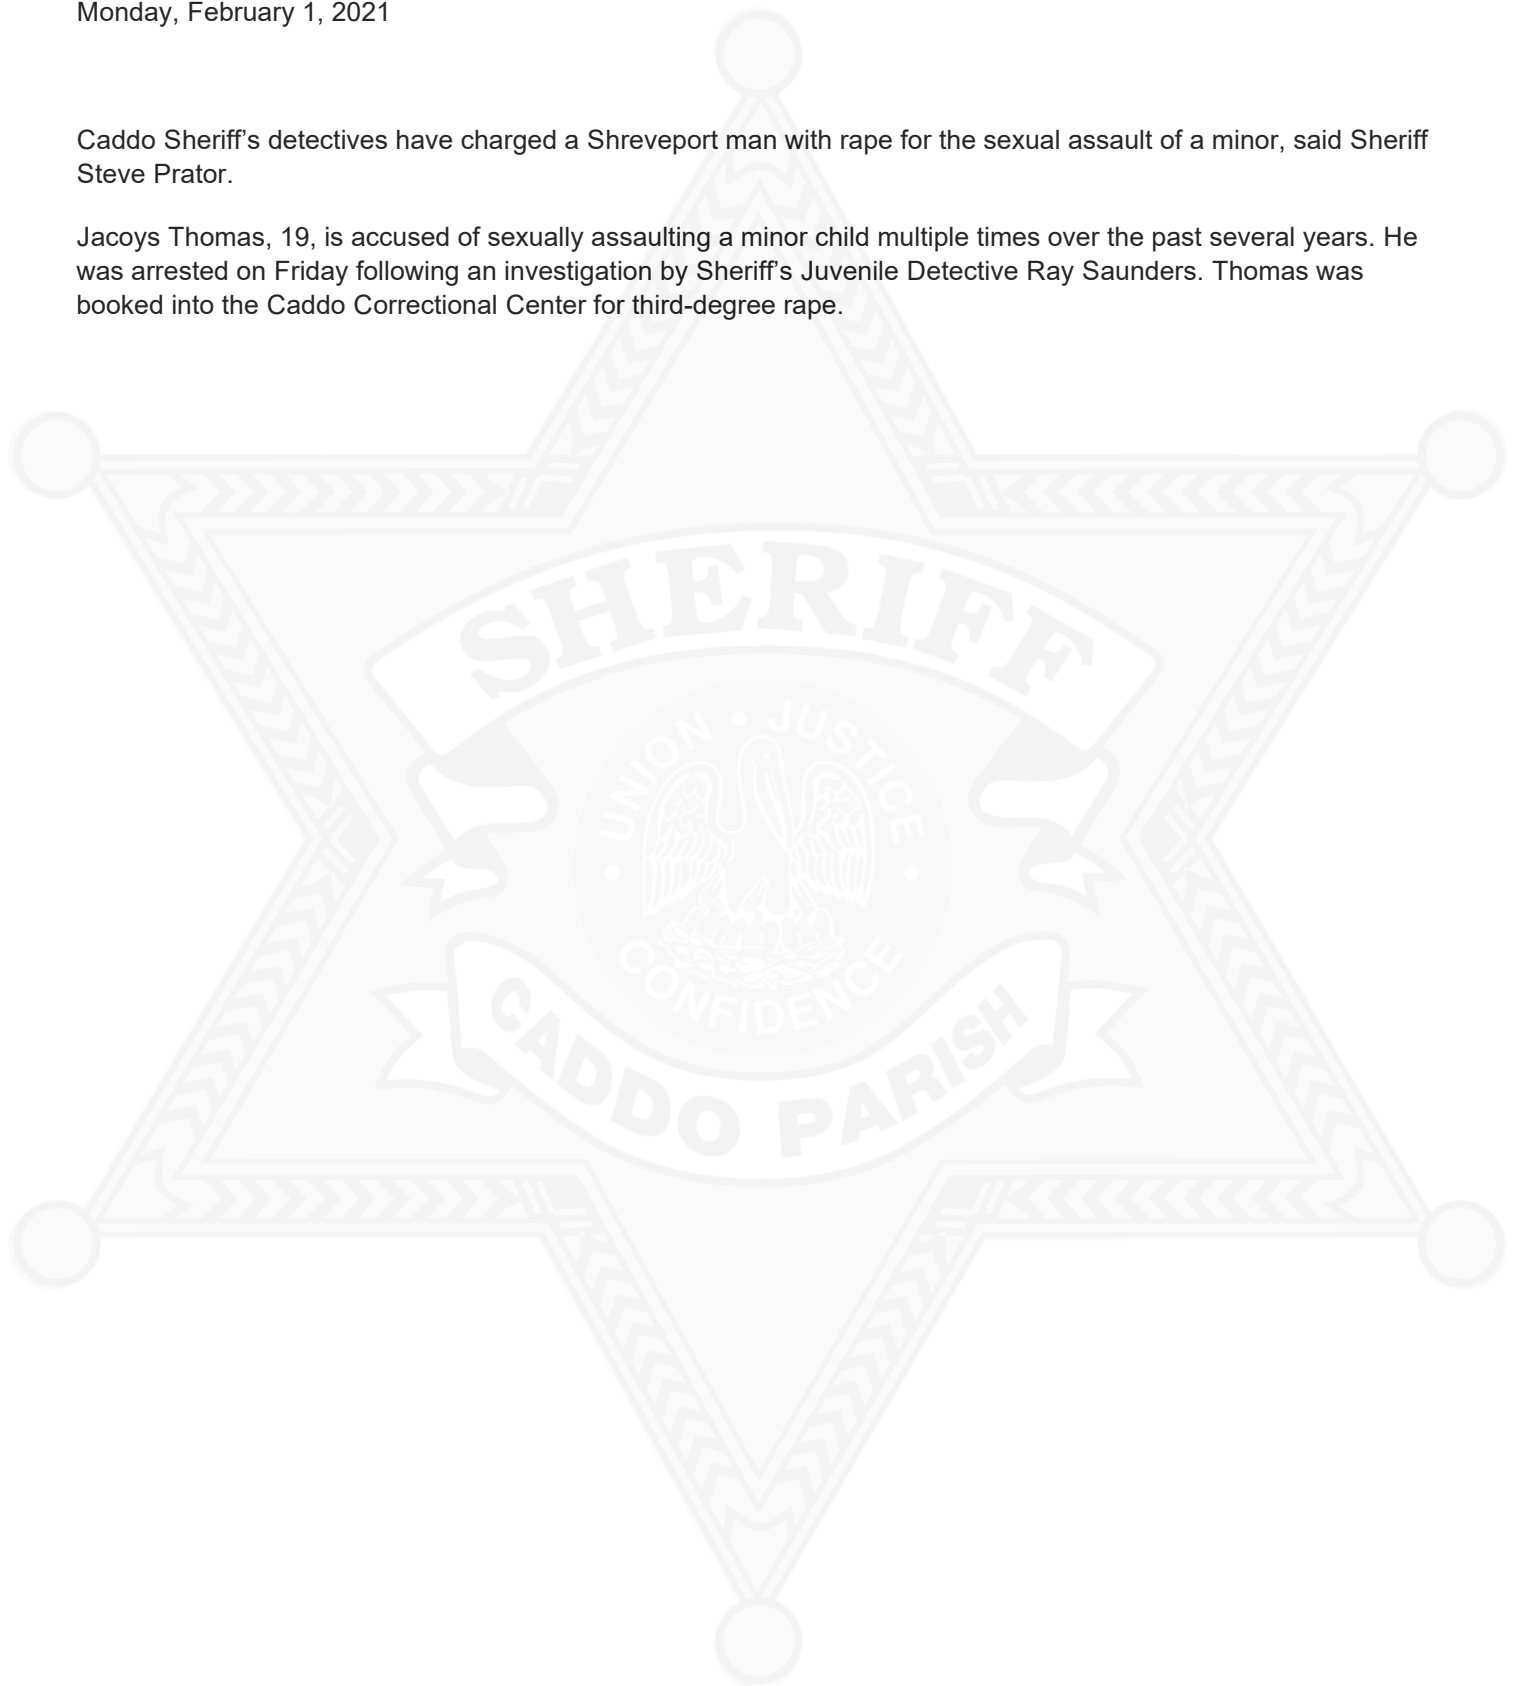 Monday, February 1, 2021
Caddo Sheriff’s detectives have charged a Shreveport man with rape for the sexual assault of a minor, said Sheriff
Steve Prator.
Jacoys Thomas, 19, is accused of sexually assaulting a minor child multiple times over the past several years. He
was arrested on Friday following an investigation by Sheriff’s Juvenile Detective Ray Saunders. Thomas was
booked into the Caddo Correctional Center for third-degree rape.
SHERIFF
UNION • JUSTICE
• CONFIDENCE •
CADDO PARISH